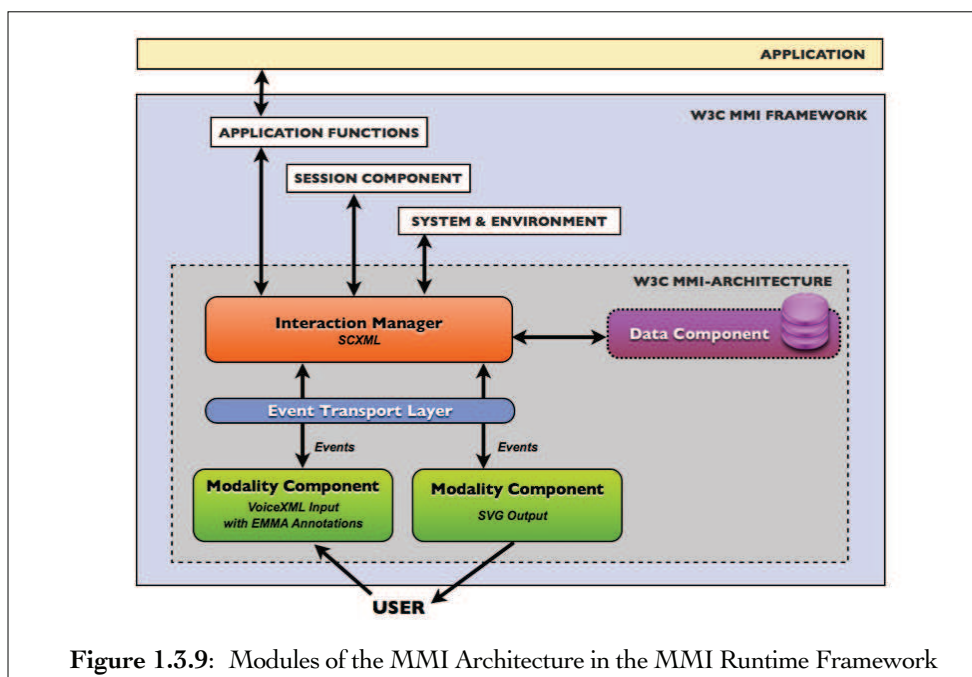 APPLICATION
W3C MMI FRAMEWORK
APPLICATION FUNCTIONS
SESSION COMPONENT
SYSTEM & ENVIRONMENT
W3C MMI-ARCHITECTURE
Interaction Manager
SCXML
Data Component
Event Transport Layer
Events
Events
Modality Component
VoiceXML Input
with EMMA Annotations
Modality Component
SVG Output
USER
Figure 1.3.9: Modules of the MMI Architecture in the MMI Runtime Framework